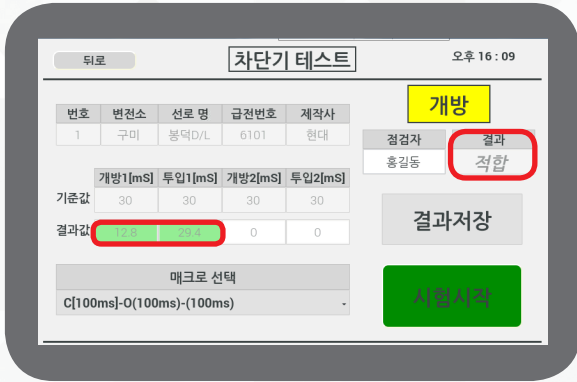 뒤로
차단기 테스트
오후 16 : 09
개방
번호 변전소 선로 명 급전번호 제작사
1 구미 봉덕D/L 6101 현대
점검자 결과
홍길동 적합
개방1[mS] 투입1[mS] 개방2[mS] 투입2[mS]
기준값 30 30 30 30
결과값 12.8 29.4 0 0
결과저장
매크로 선택
C[100ms]-O(100ms)-(100ms)
시험시작